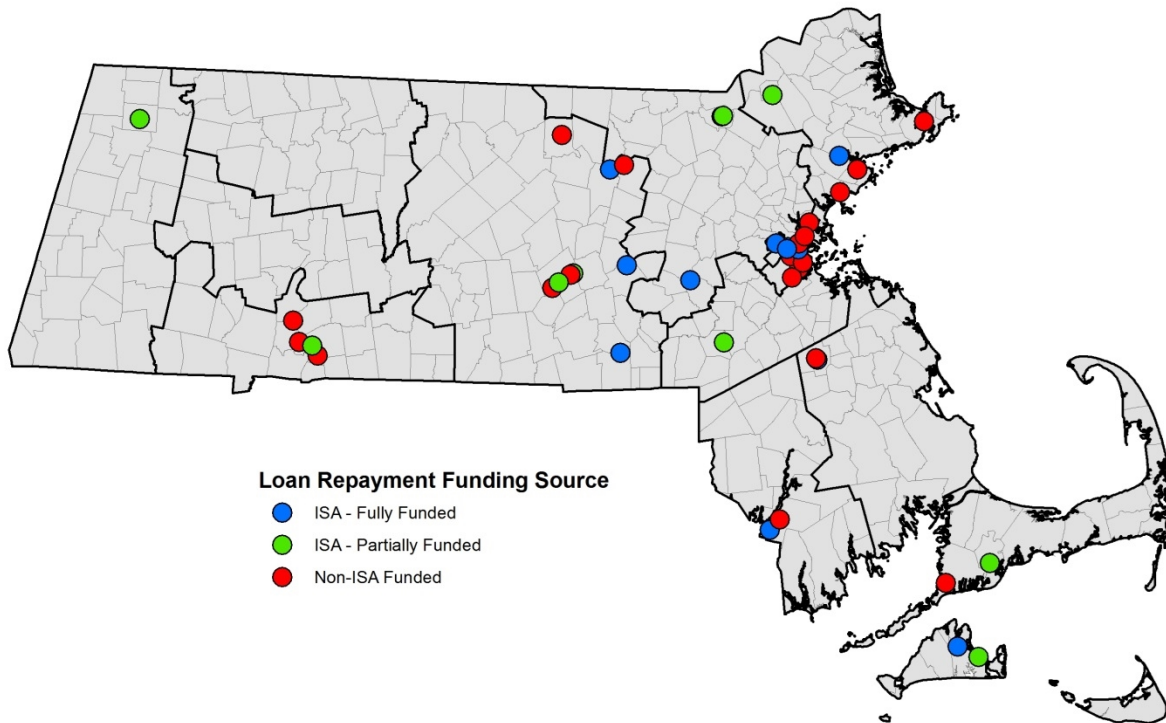 Loan Repayment Funding Source
ISA - Fully Funded
ISA - Partially Funded
Non-ISA Funded